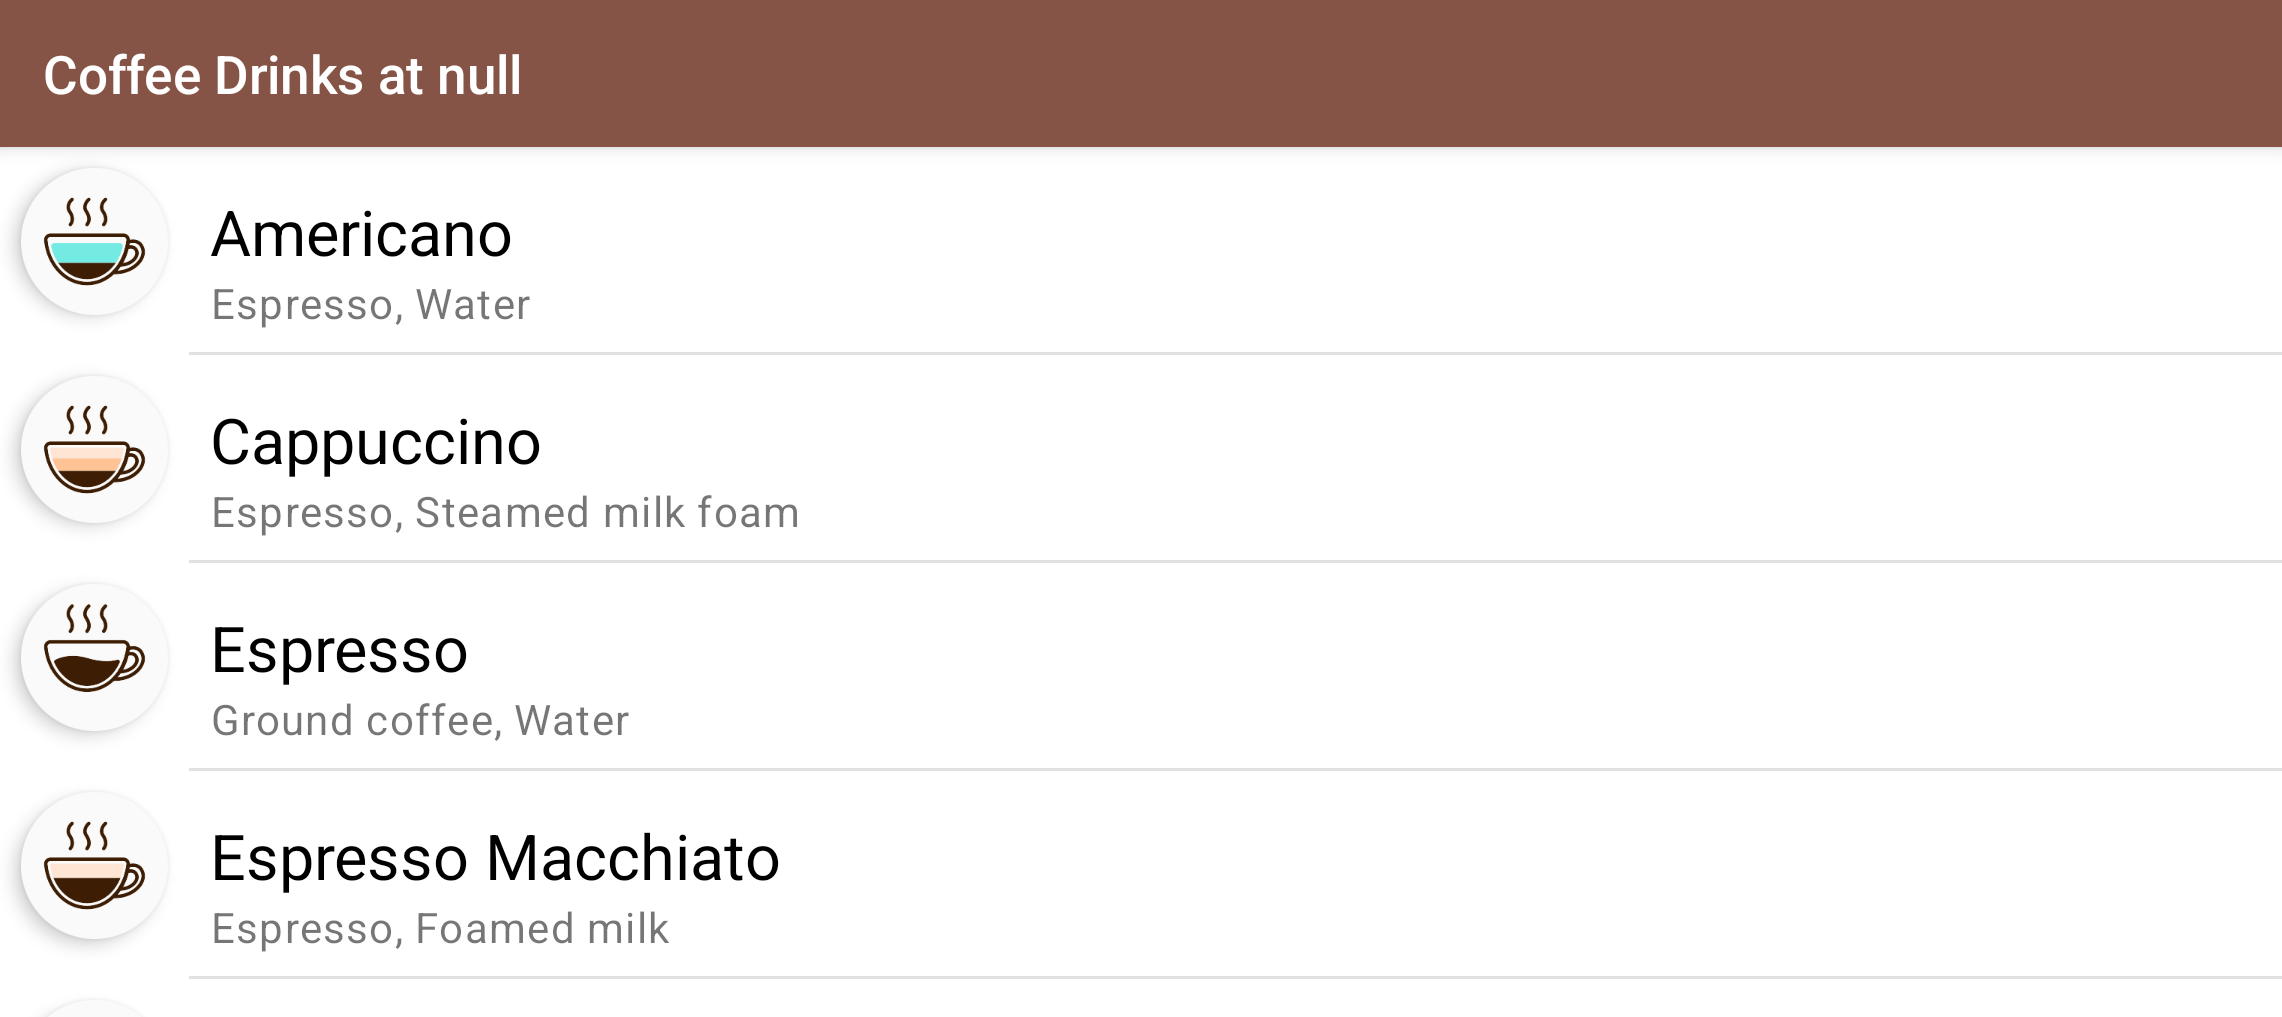 Coffee Drinks at null
Americano
Espresso, Water
Cappuccino
Espresso, Steamed milk foam
Espresso
Ground coffee, Water
Espresso Macchiato
Espresso, Foamed milk